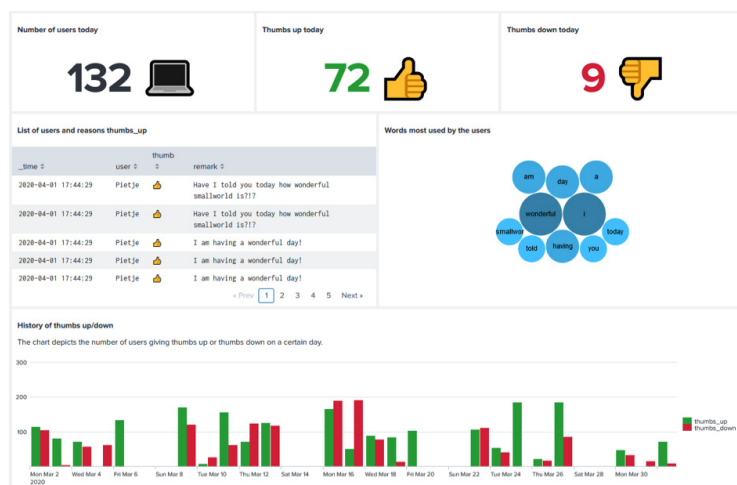 Number of users today
Thumbs up today
Thumbs down today
132
72
9
List of users and reasons thumbs_up
_time user thumb remark
2020-04-01 17:44:29 Pietje Have I told you today how wonderful
smallworld is?!?
2020-04-01 17:44:29 Pietje Have I told you today how wonderful
smallworld is?!?
2020-04-01 17:44:29 Pietje I am having a wonderful day!
2020-04-01 17:44:29 Pietje I am having a wonderful day!
2020-04-01 17:44:29 Pietje I am having a wonderful day!
« Prev 1 2 3 4 5 Next »
Words most used by the users
am
day
a
wonderful
i
smallwor
today
told
having
you
History of thumbs up/down
The chart depicts the number of users giving thumbs up or thumbs down on a certain day.
300
200
100
thumbs_up
thumbs_down
Mon Mar 2 Wed Mar 4 Fri Mar 6 Sun Mar 8 Tue Mar 10 Thu Mar 12 Sat Mar 14 Mon Mar 16 Wed Mar 18 Fri Mar 20 Sun Mar 22 Tue Mar 24 Thu Mar 26 Sat Mar 28 Mon Mar 30
2020